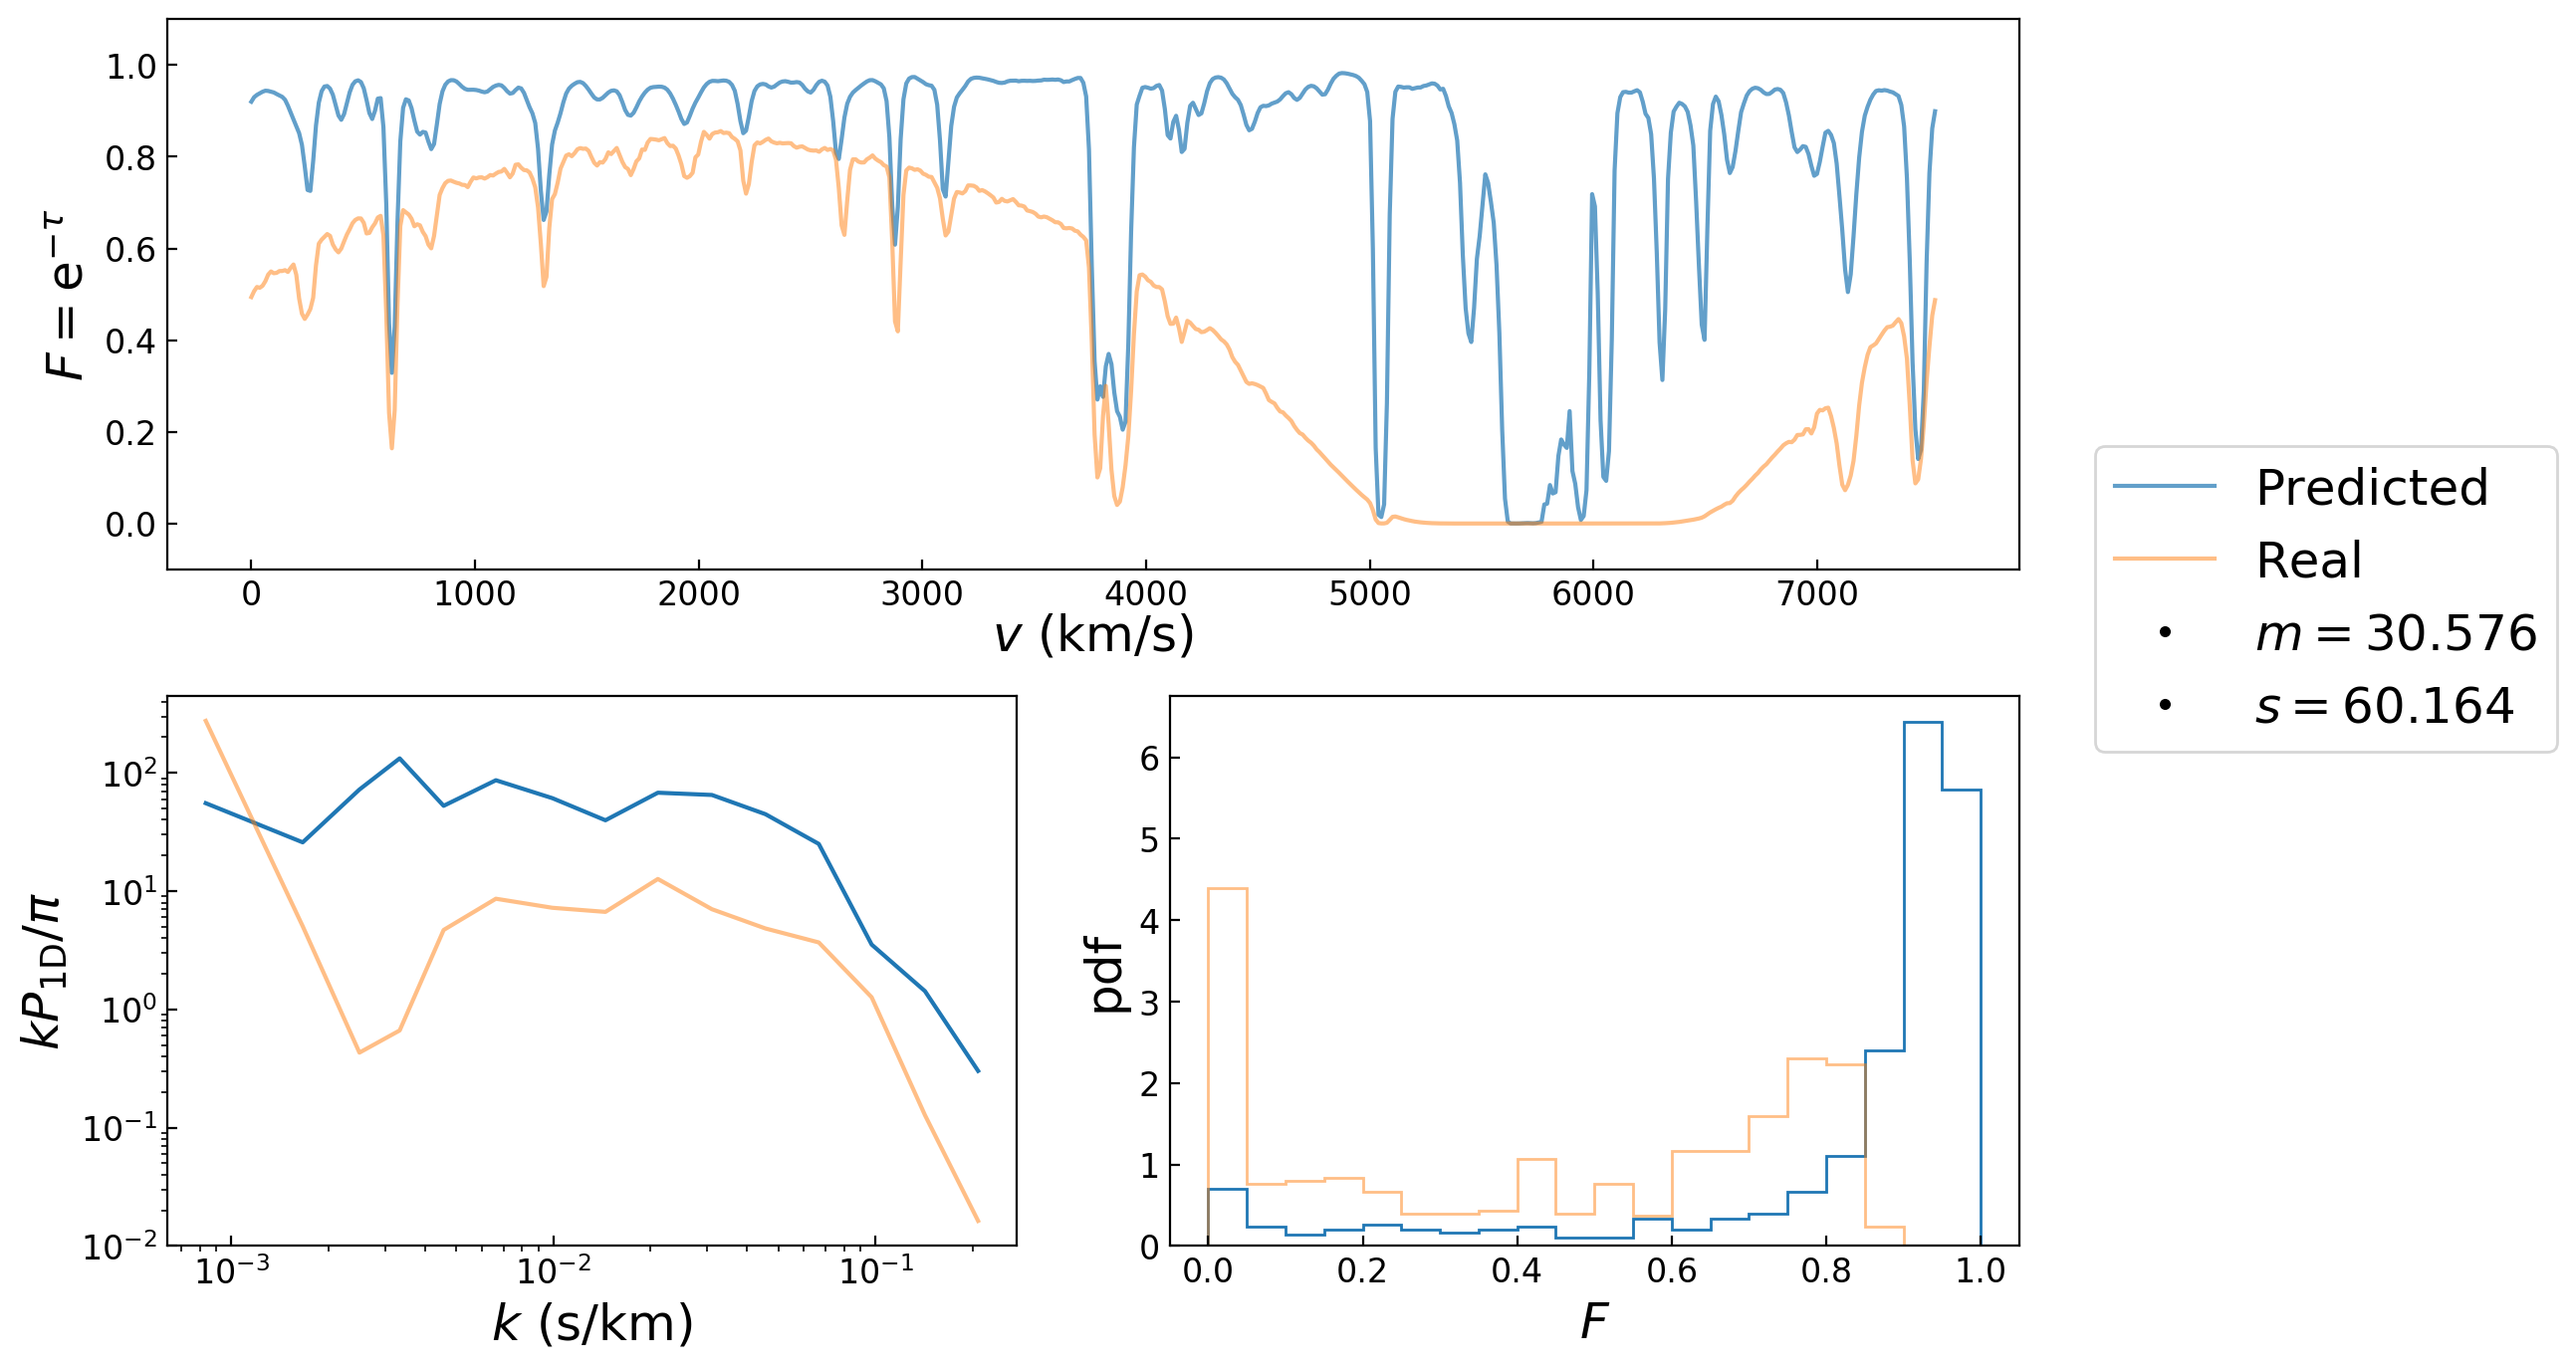 1.0
0.8
0.6
0.4
0.2
0.0
F = e^{−τ}
0 1000 2000 3000 4000 5000 6000 7000
v (km/s)
Predicted
Real
m = 30.576
s = 60.164
10^2
10^1
10^0
10^{−1}
10^{−2}
kP_{1D}/π
10^{−3} 10^{−2} 10^{−1}
k (s/km)
6
5
4
3
2
1
0
pdf
0.0 0.2 0.4 0.6 0.8 1.0
F